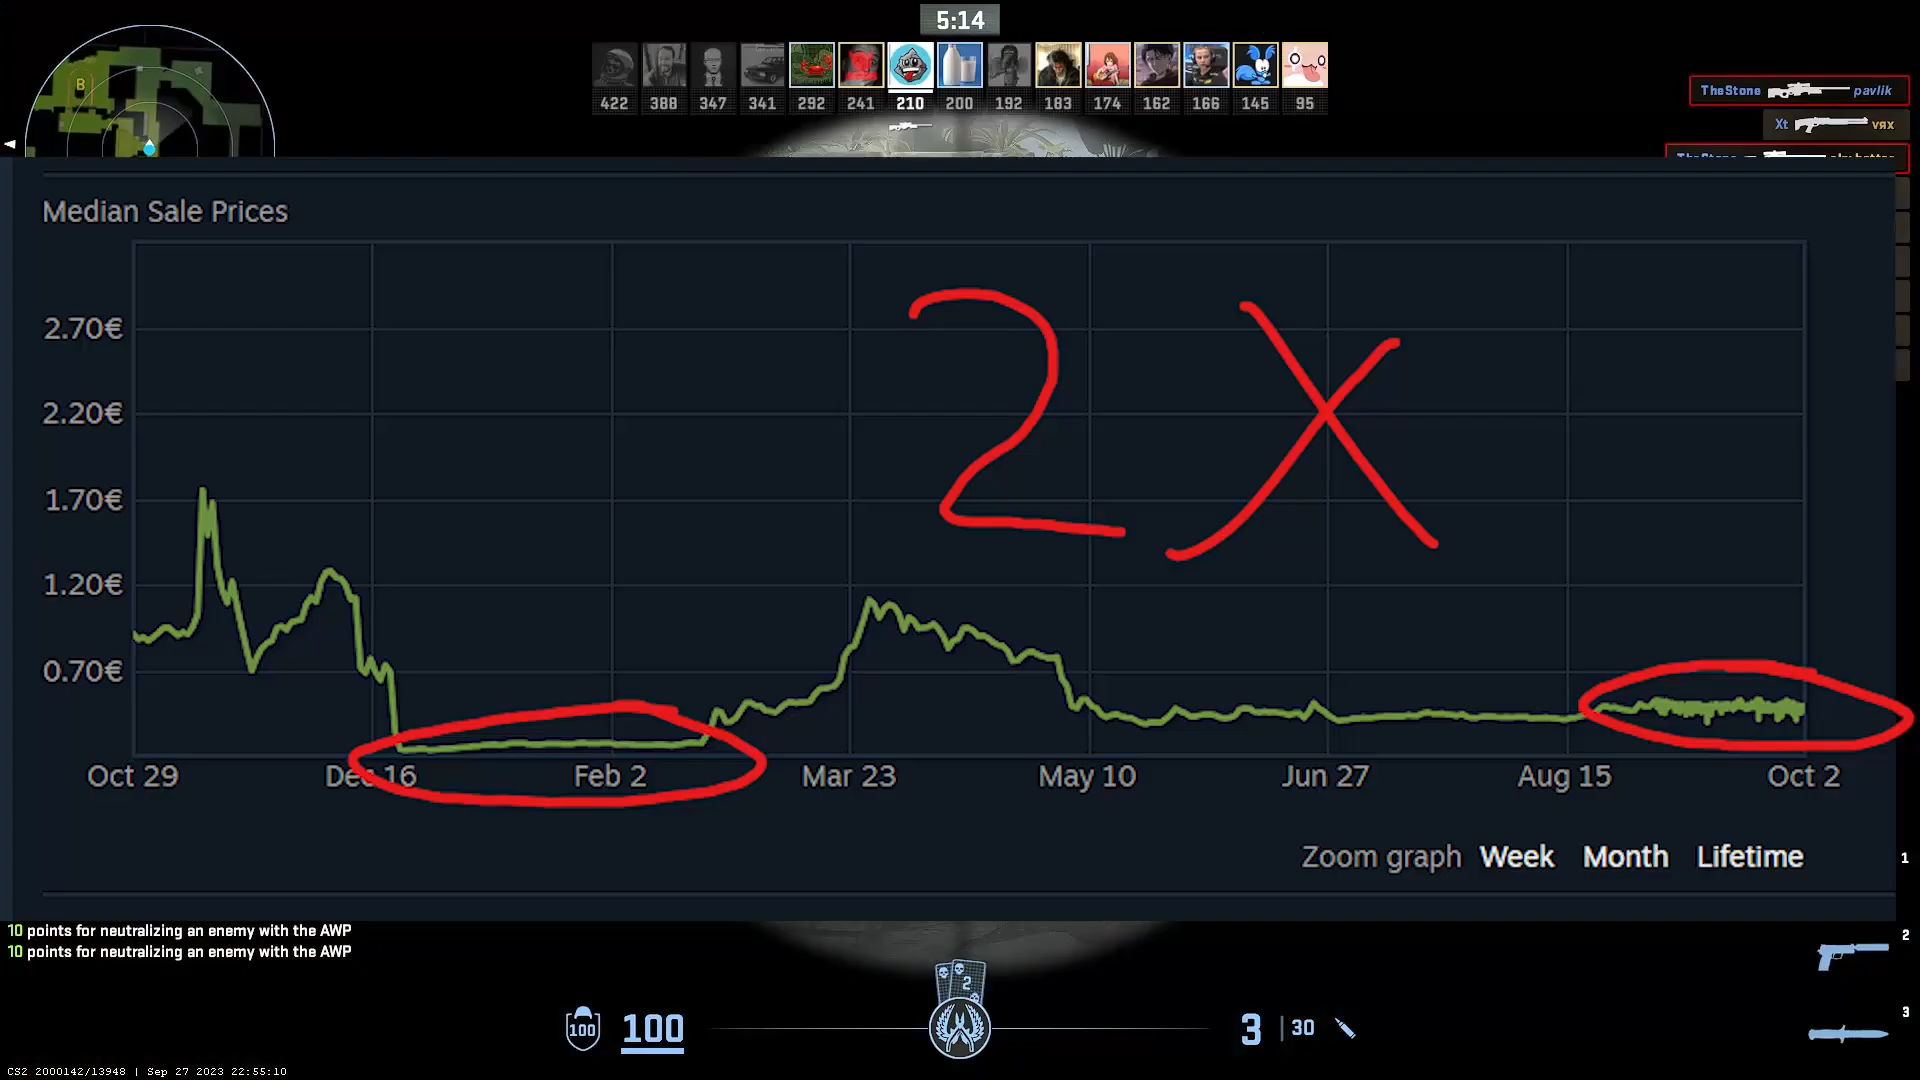 5:14
B
422 388 347 341 292 241 210 200 192 183 174 162 166 145 95
TheStone pavlik
Xt vяx
Median Sale Prices
2X
2.70€
2.20€
1.70€
1.20€
0.70€
Oct 29 Dec 16 Feb 2 Mar 23 May 10 Jun 27 Aug 15 Oct 2
Zoom graph Week Month Lifetime
1
10 points for neutralizing an enemy with the AWP
10 points for neutralizing an enemy with the AWP
2
2
3
100 100 3 30
CS2 2000142/13948 | Sep 27 2023 22:55:10